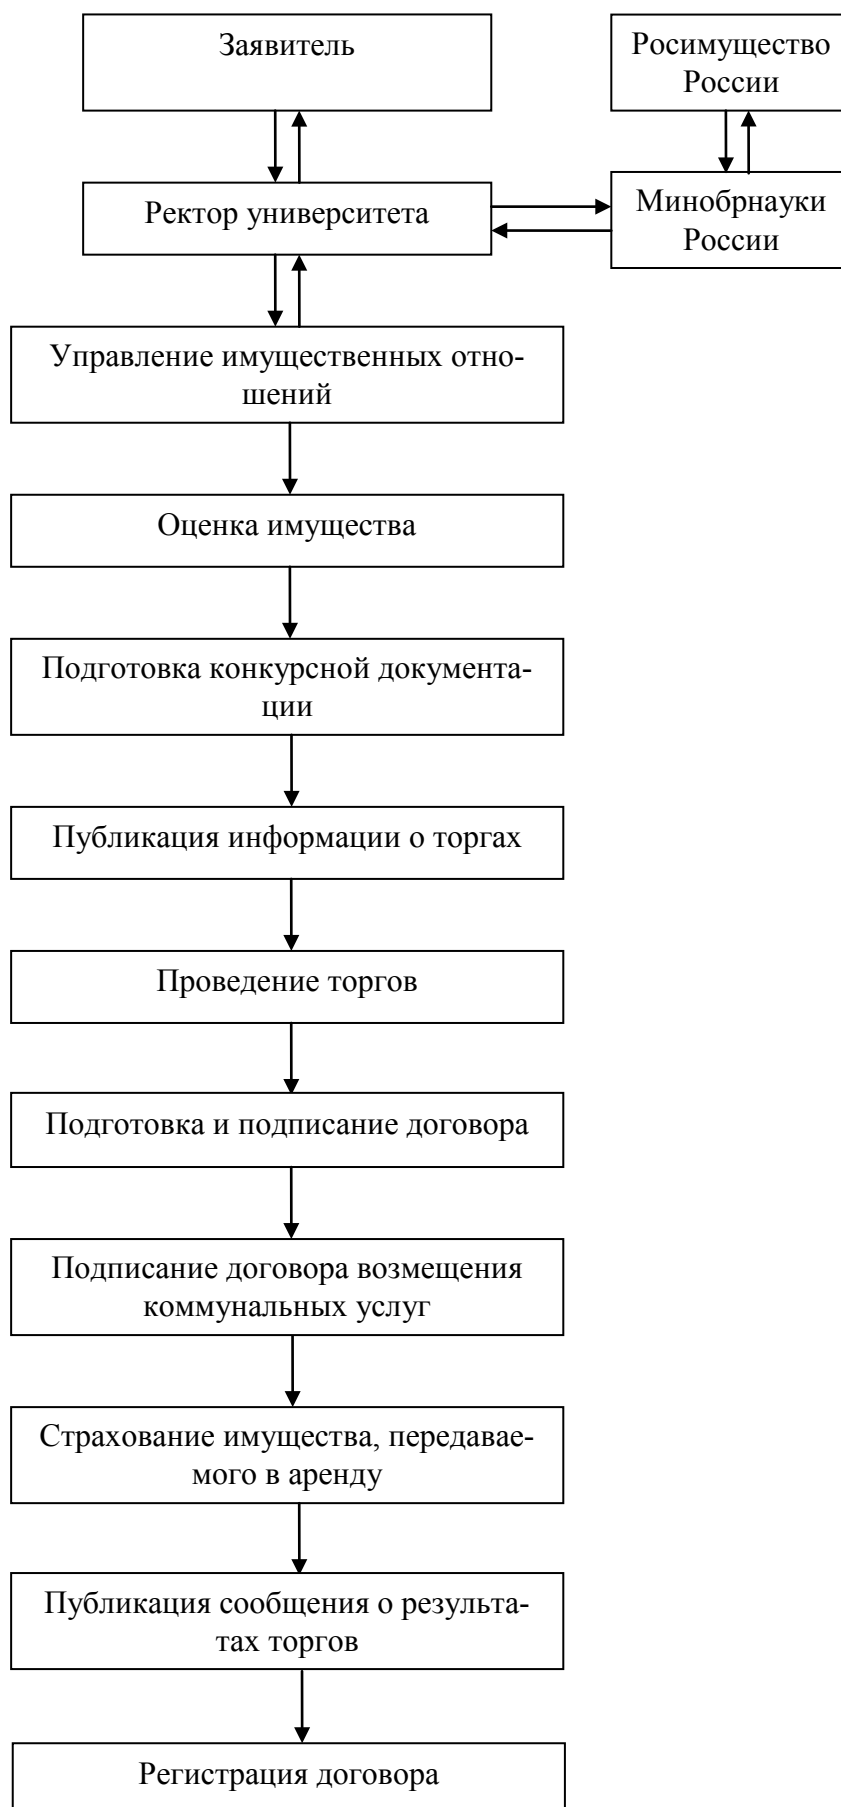 Заявитель
Росимущество
России
Ректор университета
Минобрнауки
России
Управление имущественных отно-
шений
Оценка имущества
Подготовка конкурсной документа-
ции
Публикация информации о торгах
Проведение торгов
Подготовка и подписание договора
Подписание договора возмещения
коммунальных услуг
Страхование имущества, передавае-
мого в аренду
Публикация сообщения о результа-
тах торгов
Регистрация договора